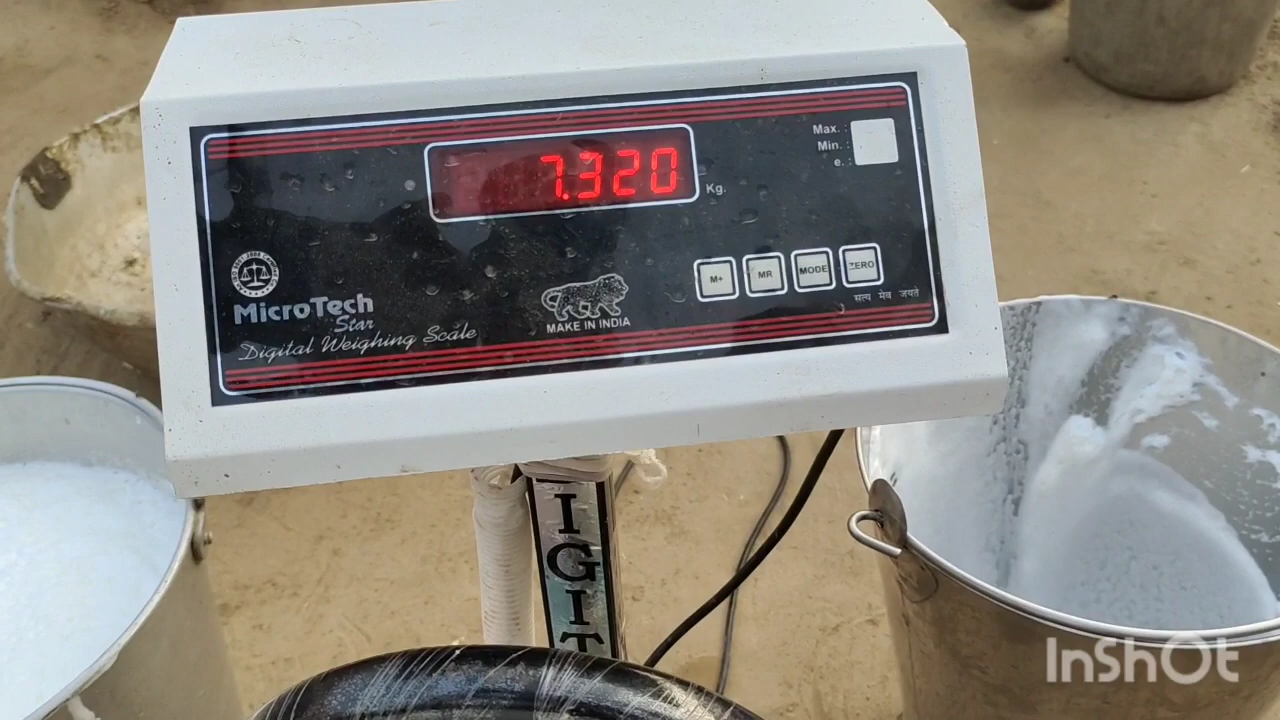 7.320
Kg.
Max. :
Min. :
e. :
M+
MR
MODE
ZERO
सत्य मेव जयते
MicroTech
Star
Digital Weighing Scale
MAKE IN INDIA
IGIT
InShOt